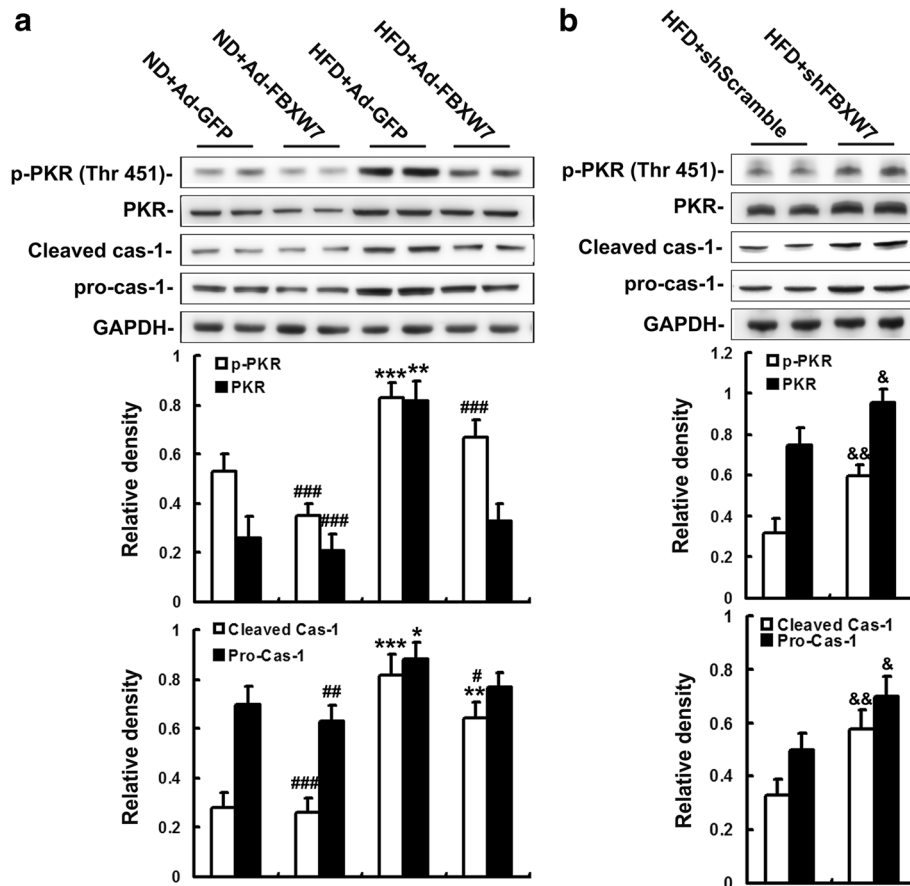 a
ND+Ad-GFP
ND+Ad-FBXW7
HFD+Ad-GFP
HFD+Ad-FBXW7
p-PKR (Thr 451)-
PKR-
Cleaved cas-1-
pro-cas-1-
GAPDH-
Relative density
1
0.8
0.6
0.4
0.2
0
p-PKR
PKR
###
###
***
**
###
Relative density
1
0.8
0.6
0.4
0.2
0
Cleaved Cas-1
Pro-Cas-1
###
##
***
*
#
**
b
HFD+shScramble
HFD+shFBXW7
p-PKR (Thr 451)-
PKR-
Cleaved cas-1-
pro-cas-1-
GAPDH-
Relative density
1.2
1
0.8
0.6
0.4
0.2
0
p-PKR
PKR
&&
&
Relative density
1
0.8
0.6
0.4
0.2
0
Cleaved Cas-1
Pro-Cas-1
&&
&